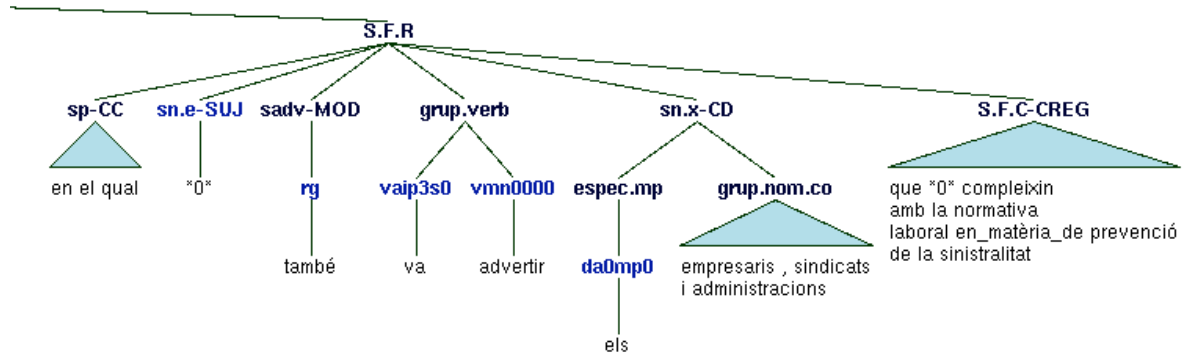 S.F.R
sp-CC sn.e-SUJ sadv-MOD grup.verb sn.x-CD S.F.C-CREG
en el qual *0* rg vaip3s0 vmn0000 espec.mp grup.nom.co que *0* compleixin
amb la normativa
laboral en_matèria_de prevenció
de la sinistralitat
també va advertir da0mp0 empresaris , sindicats
i administracions
els